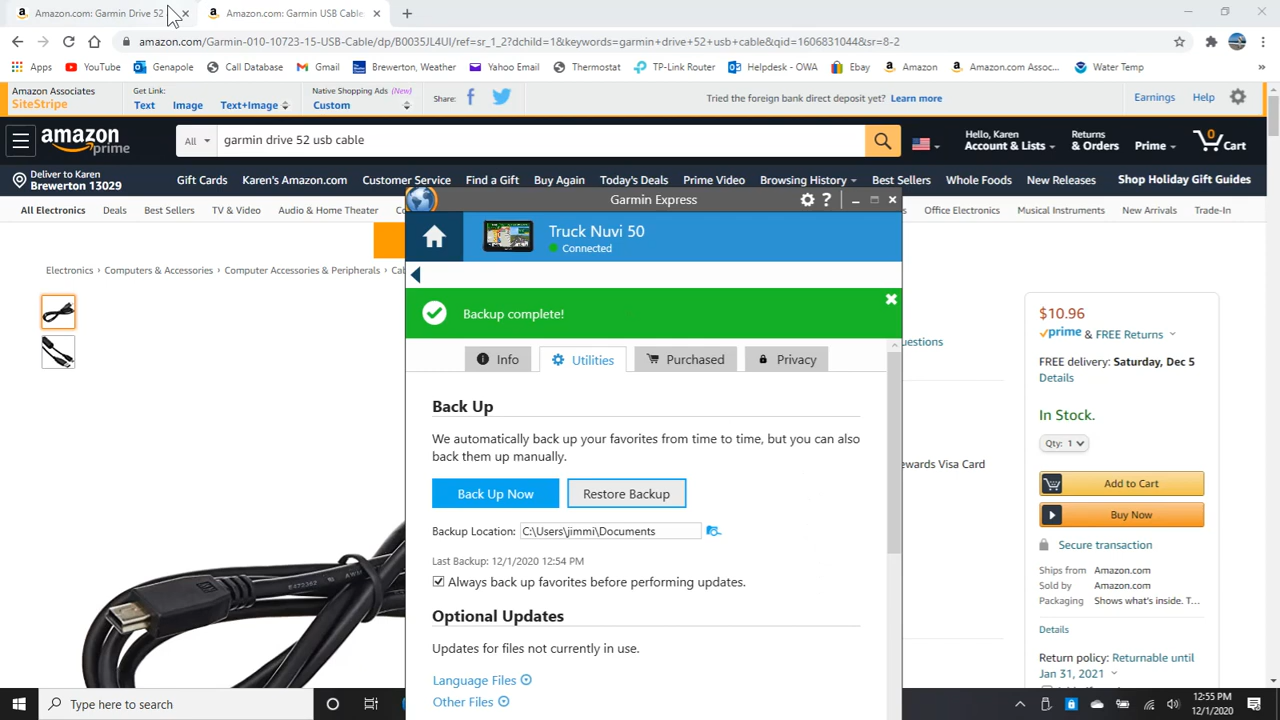 Amazon.com: Garmin Drive 52
Amazon.com: Garmin USB Cable
amazon.com/Garmin-010-10723-15-USB-Cable/dp/B0035JL4UI/ref=sr_1_2?dchild=1&keywords=garmin+drive+52+usb+cable&qid=1606831044&sr=8-2
Apps YouTube Genapole Call Database Gmail Brewerton, Weather Yahoo Email Thermostat TP-Link Router Helpdesk - OWA Ebay Amazon Amazon.com Assoc... Water Temp »
Amazon Associates
SiteStripe
Get Link:
Text Image Text+Image
Native Shopping Ads (New)
Custom
Share:
Tried the foreign bank direct deposit yet? Learn more
Earnings Help
amazon
prime
All garmin drive 52 usb cable
Hello, Karen
Account & Lists
Returns
& Orders
Prime
0
Cart
Deliver to Karen
Brewerton 13029
Gift Cards Karen's Amazon.com Customer Service Find a Gift Buy Again Today's Deals Prime Video Browsing History Best Sellers Whole Foods New Releases Shop Holiday Gift Guides
All Electronics Deals Best Sellers TV & Video Audio & Home Theater Office Electronics Musical Instruments New Arrivals Trade-In
Electronics › Computers & Accessories › Computer Accessories & Peripherals ›
Garmin Express
?
Truck Nuvi 50
Connected
Backup complete!
Info Utilities Purchased Privacy
Back Up
We automatically back up your favorites from time to time, but you can also
back them up manually.
Back Up Now Restore Backup
Backup Location: C:\Users\jimmi\Documents
Last Backup: 12/1/2020 12:54 PM
Always back up favorites before performing updates.
Optional Updates
Updates for files not currently in use.
Language Files
Other Files
E473362 AWM
$10.96
prime & FREE Returns
FREE delivery: Saturday, Dec 5
Details
In Stock.
Qty: 1
Add to Cart
Buy Now
Secure transaction
Ships from Amazon.com
Sold by Amazon.com
Packaging Shows what's inside. T...
Details
Return policy: Returnable until
Jan 31, 2021
Type here to search
12:55 PM
12/1/2020